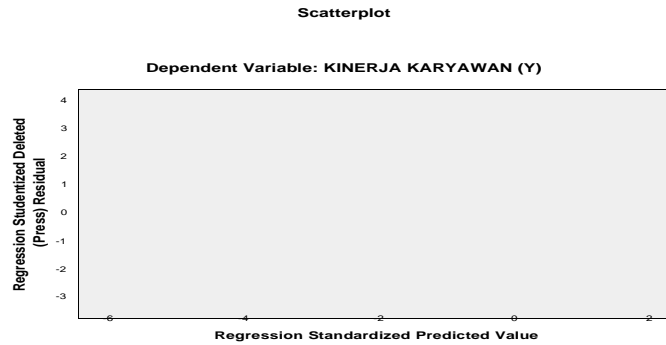 Scatterplot
Dependent Variable: KINERJA KARYAWAN (Y)
Regression Studentized Deleted
(Press) Residual
4
3
2
1
0
-1
-2
-3
-6 -4 -2 0 2
Regression Standardized Predicted Value